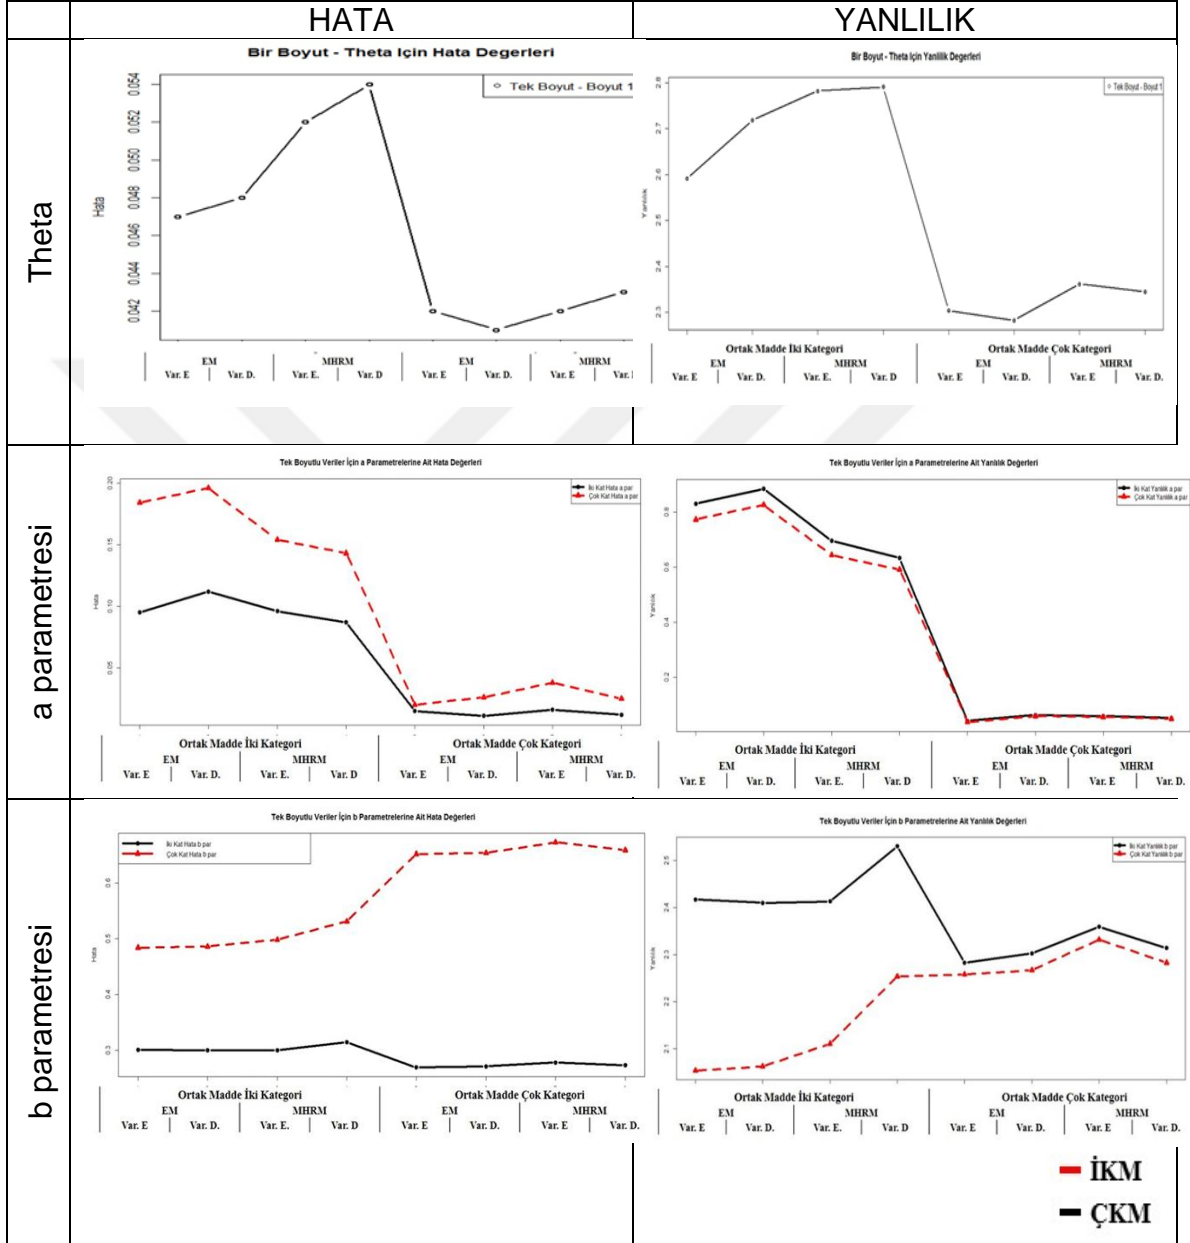 HATA
YANLILIK
Theta
Bir Boyut - Theta Için Hata Degerleri
Tek Boyut - Boyut 1
Hata
0.054
0.052
0.050
0.048
0.046
0.044
0.042
EM
MHRM
EM
MHRM
Var. E
Var. D.
Var. E.
Var. D
Var. E
Var. D.
Var. E
Var.
Bir Boyut - Theta Için Yanlilik Degerleri
Tek Boyut - Boyut 1
Yanlilik
2.8
2.7
2.6
2.5
2.4
2.3
Ortak Madde İki Kategori
Ortak Madde Çok Kategori
EM
MHRM
EM
MHRM
Var. E
Var. D.
Var. E.
Var. D
Var. E
Var. D.
Var. E
Var. D.
a parametresi
Tek Boyutlu Veriler İçin a Parametrelerine Ait Hata Değerleri
İki Kat Hata a par
Çok Kat Hata a par
Hata
0.20
0.15
0.10
0.05
Ortak Madde İki Kategori
Ortak Madde Çok Kategori
EM
MHRM
EM
MHRM
Var. E
Var. D.
Var. E.
Var. D
Var. E
Var. D.
Var. E
Var. D.
Tek Boyutlu Veriler İçin a Parametrelerine Ait Yanlılık Değerleri
İki Kat Yanlılık a par
Çok Kat Yanlılık a par
Yanlılık
0.8
0.6
0.4
0.2
Ortak Madde İki Kategori
Ortak Madde Çok Kategori
EM
MHRM
EM
MHRM
Var. E
Var. D.
Var. E.
Var. D
Var. E
Var. D.
Var. E
Var. D.
b parametresi
Tek Boyutlu Veriler İçin b Parametrelerine Ait Hata Değerleri
İki Kat Hata b par
Çok Kat Hata b par
Hata
0.6
0.5
0.4
0.3
Ortak Madde İki Kategori
Ortak Madde Çok Kategori
EM
MHRM
EM
MHRM
Var. E
Var. D.
Var. E.
Var. D
Var. E
Var. D.
Var. E
Var. D.
Tek Boyutlu Veriler İçin b Parametrelerine Ait Yanlılık Değerleri
İki Kat Yanlılık b par
Çok Kat Yanlılık b par
Yanlılık
2.5
2.4
2.3
2.2
2.1
Ortak Madde İki Kategori
Ortak Madde Çok Kategori
EM
MHRM
EM
MHRM
Var. E
Var. D.
Var. E.
Var. D
Var. E
Var. D.
Var. E
Var. D.
İKM
ÇKM